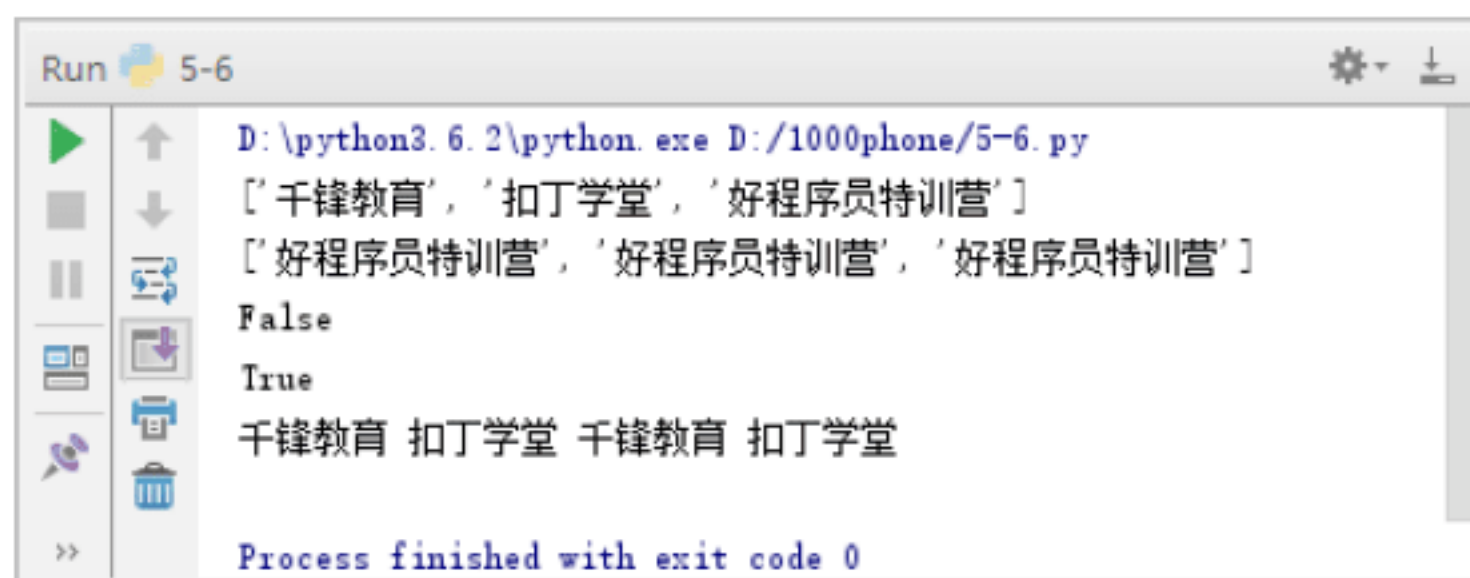 Run 5-6
D:\python3.6.2\python.exe D:/1000phone/5-6.py
['千锋教育', '扣丁学堂', '好程序员特训营']
['好程序员特训营', '好程序员特训营', '好程序员特训营']
False
True
千锋教育 扣丁学堂 千锋教育 扣丁学堂
Process finished with exit code 0